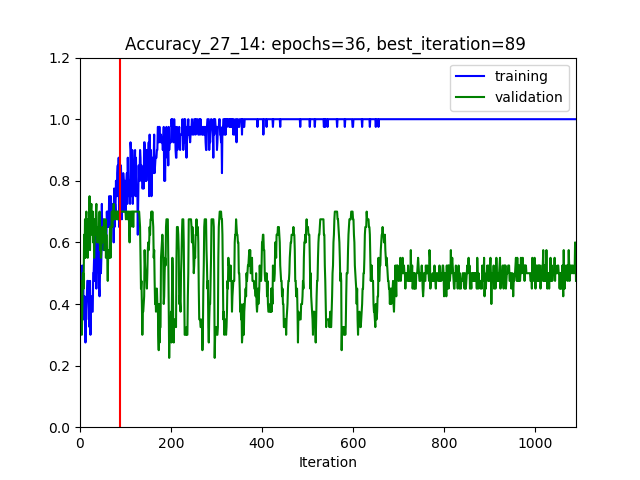 Accuracy_27_14: epochs=36, best_iteration=89
training
validation
1.2
1.0
0.8
0.6
0.4
0.2
0.0
0 200 400 600 800 1000
Iteration